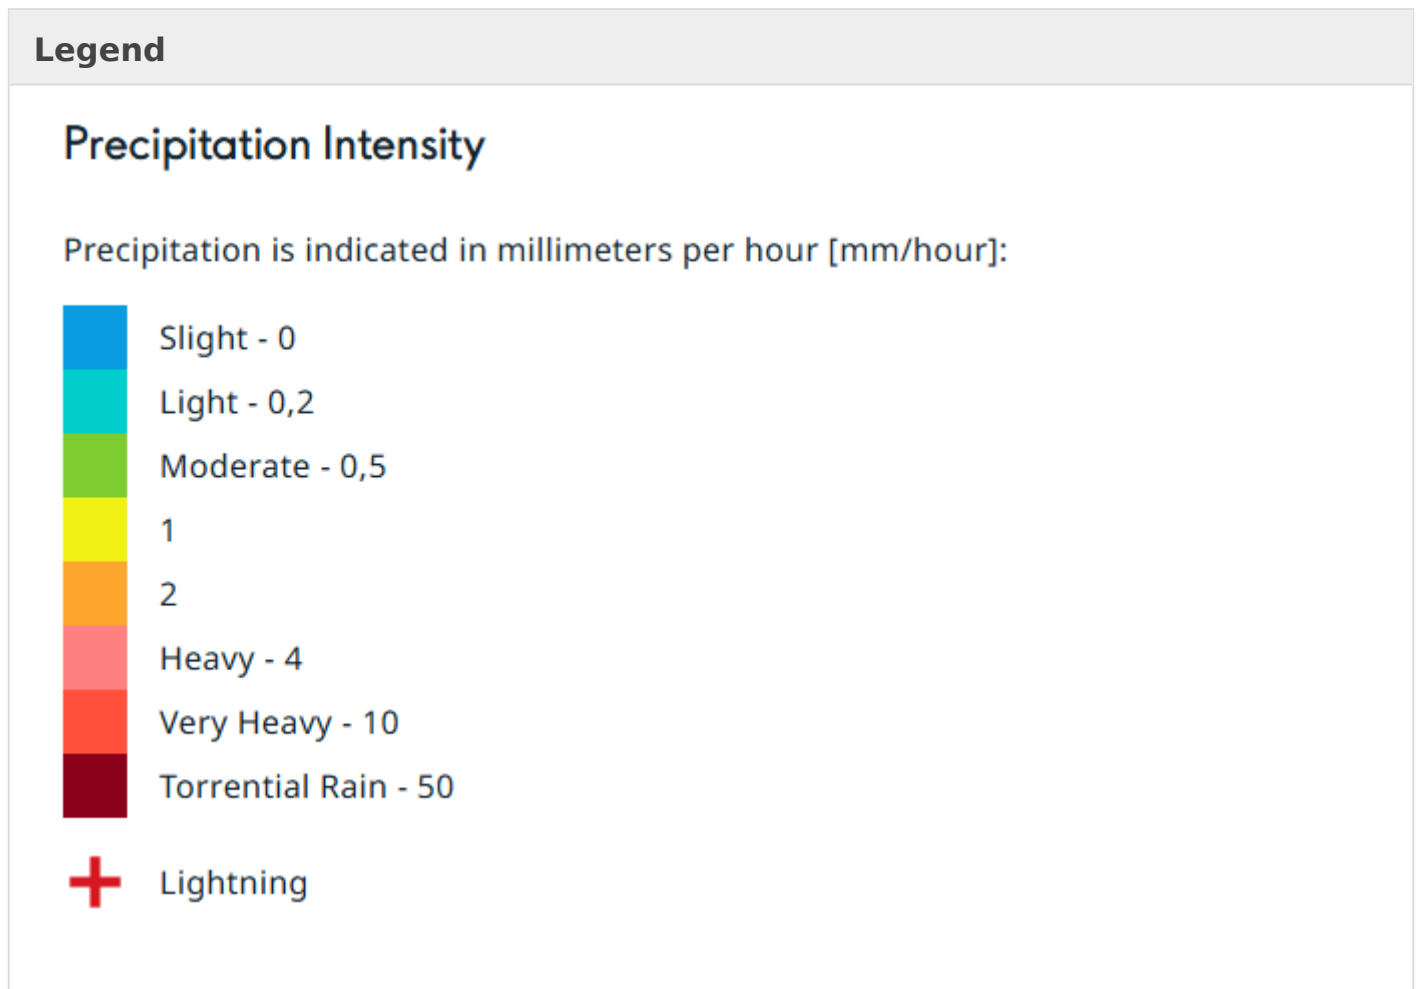 Legend
Precipitation Intensity
Precipitation is indicated in millimeters per hour [mm/hour]:
Slight - 0
Light - 0,2
Moderate - 0,5
1
2
Heavy - 4
Very Heavy - 10
Torrential Rain - 50
Lightning